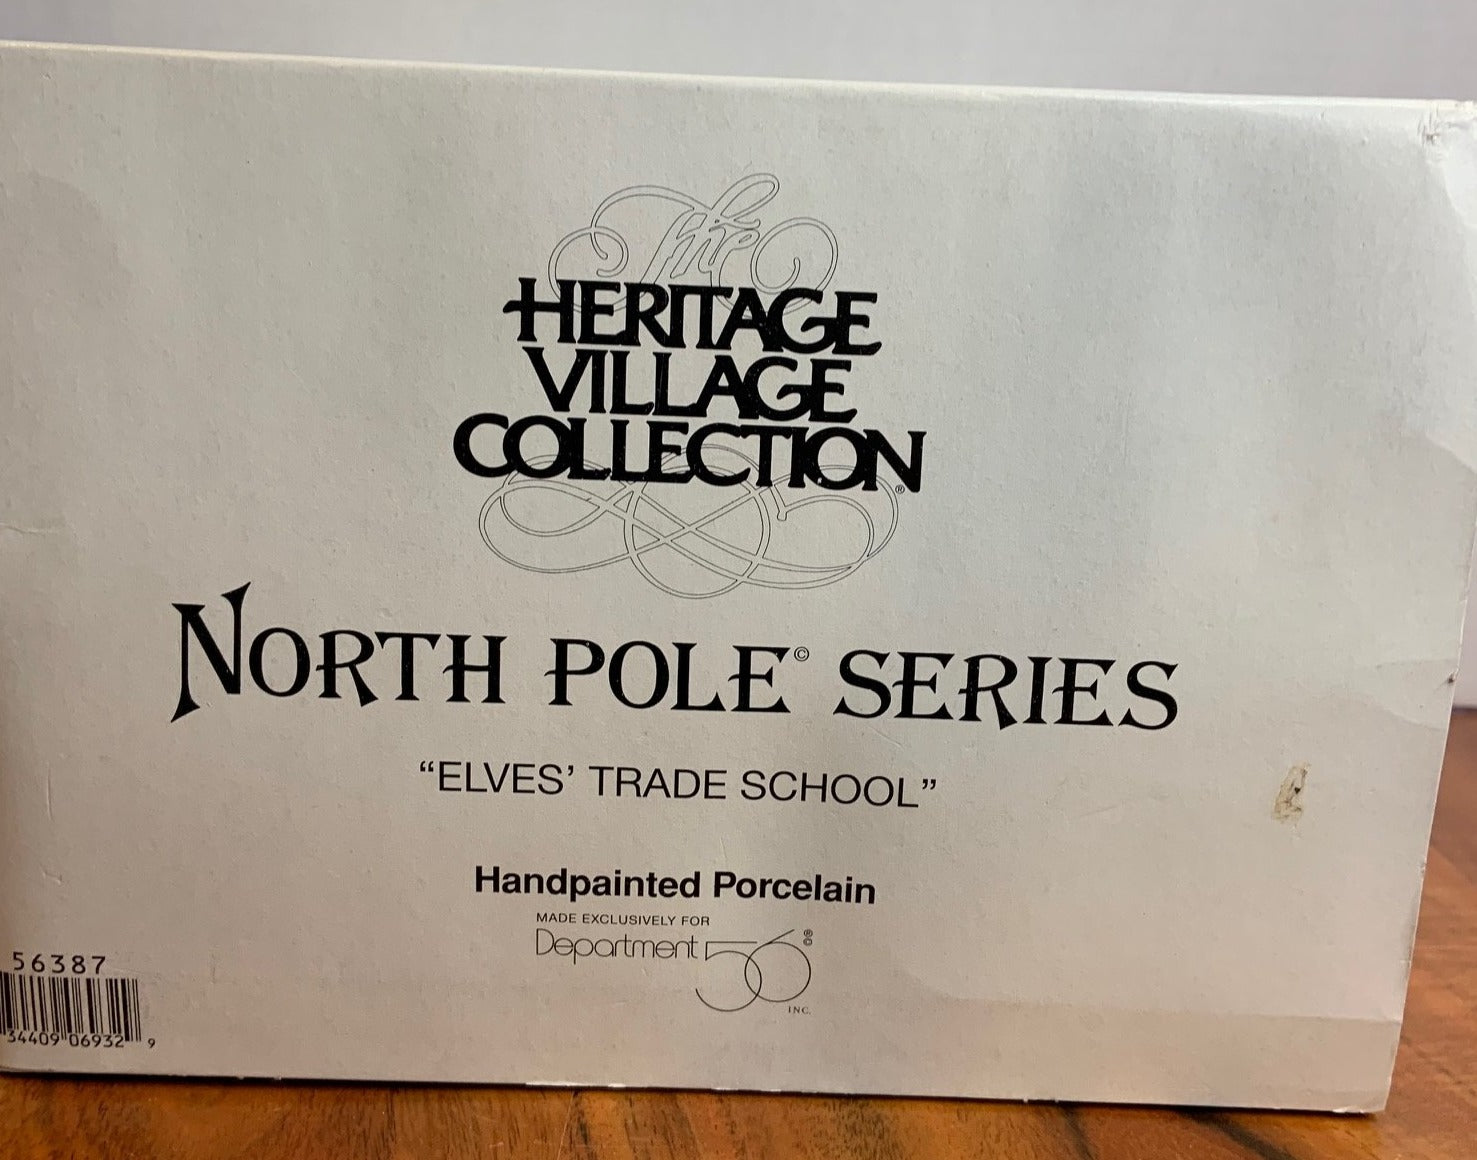 The
HERITAGE
VILLAGE
COLLECTION®
NORTH POLE© SERIES
“ELVES’ TRADE SCHOOL”
Handpainted Porcelain
MADE EXCLUSIVELY FOR
Department 56®©
INC.
56387
34409 06932 9